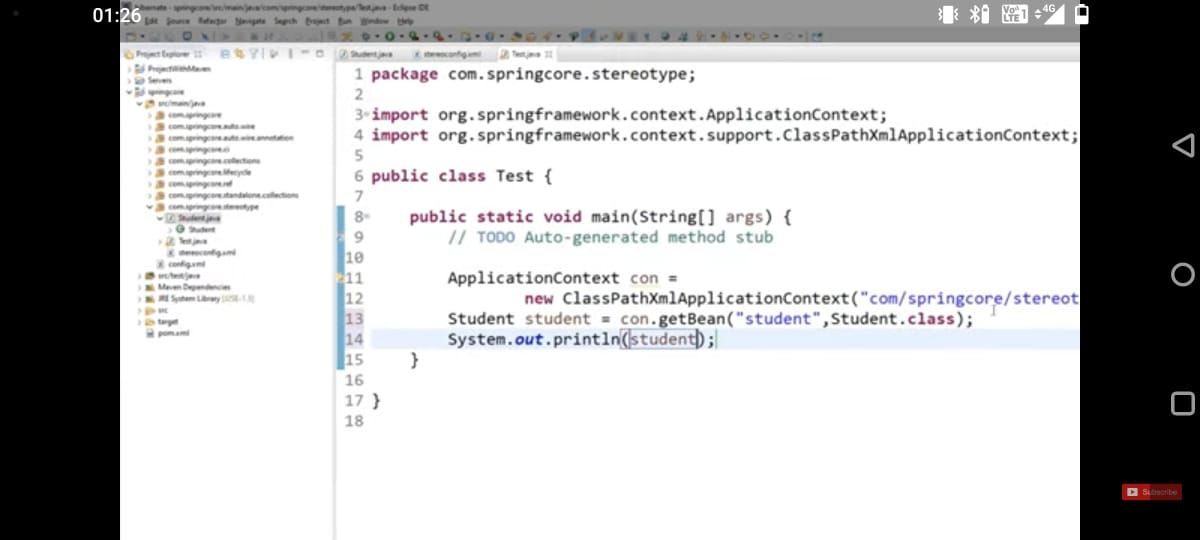 01:26
hibernate - springcore/src/main/java/com/springcore/stereotype/Test.java - Eclipse IDE
Edit Source Refactor Navigate Search Project Run Window Help
Project Explorer
Student.java stereoconfig.xml Test.java
ProjectWithMaven
Servers
springcore
src/main/java
com.springcore
com.springcore.auto.wire
com.springcore.auto.wire.annotation
com.springcore.ci
com.springcore.collections
com.springcore.lifecycle
com.springcore.ref
com.springcore.standalone.collections
com.springcore.stereotype
Student.java
Student
Test.java
stereoconfig.xml
config.xml
src/test/java
Maven Dependencies
JRE System Library
src
target
pom.xml
1 package com.springcore.stereotype;
2
3 import org.springframework.context.ApplicationContext;
4 import org.springframework.context.support.ClassPathXmlApplicationContext;
5
6 public class Test {
7
8 public static void main(String[] args) {
9 // TODO Auto-generated method stub
10
11 ApplicationContext con =
12 new ClassPathXmlApplicationContext("com/springcore/stereot
13 Student student = con.getBean("student",Student.class);
14 System.out.println(student);
15 }
16
17 }
18
VoLTE 1 4G
Subscribe